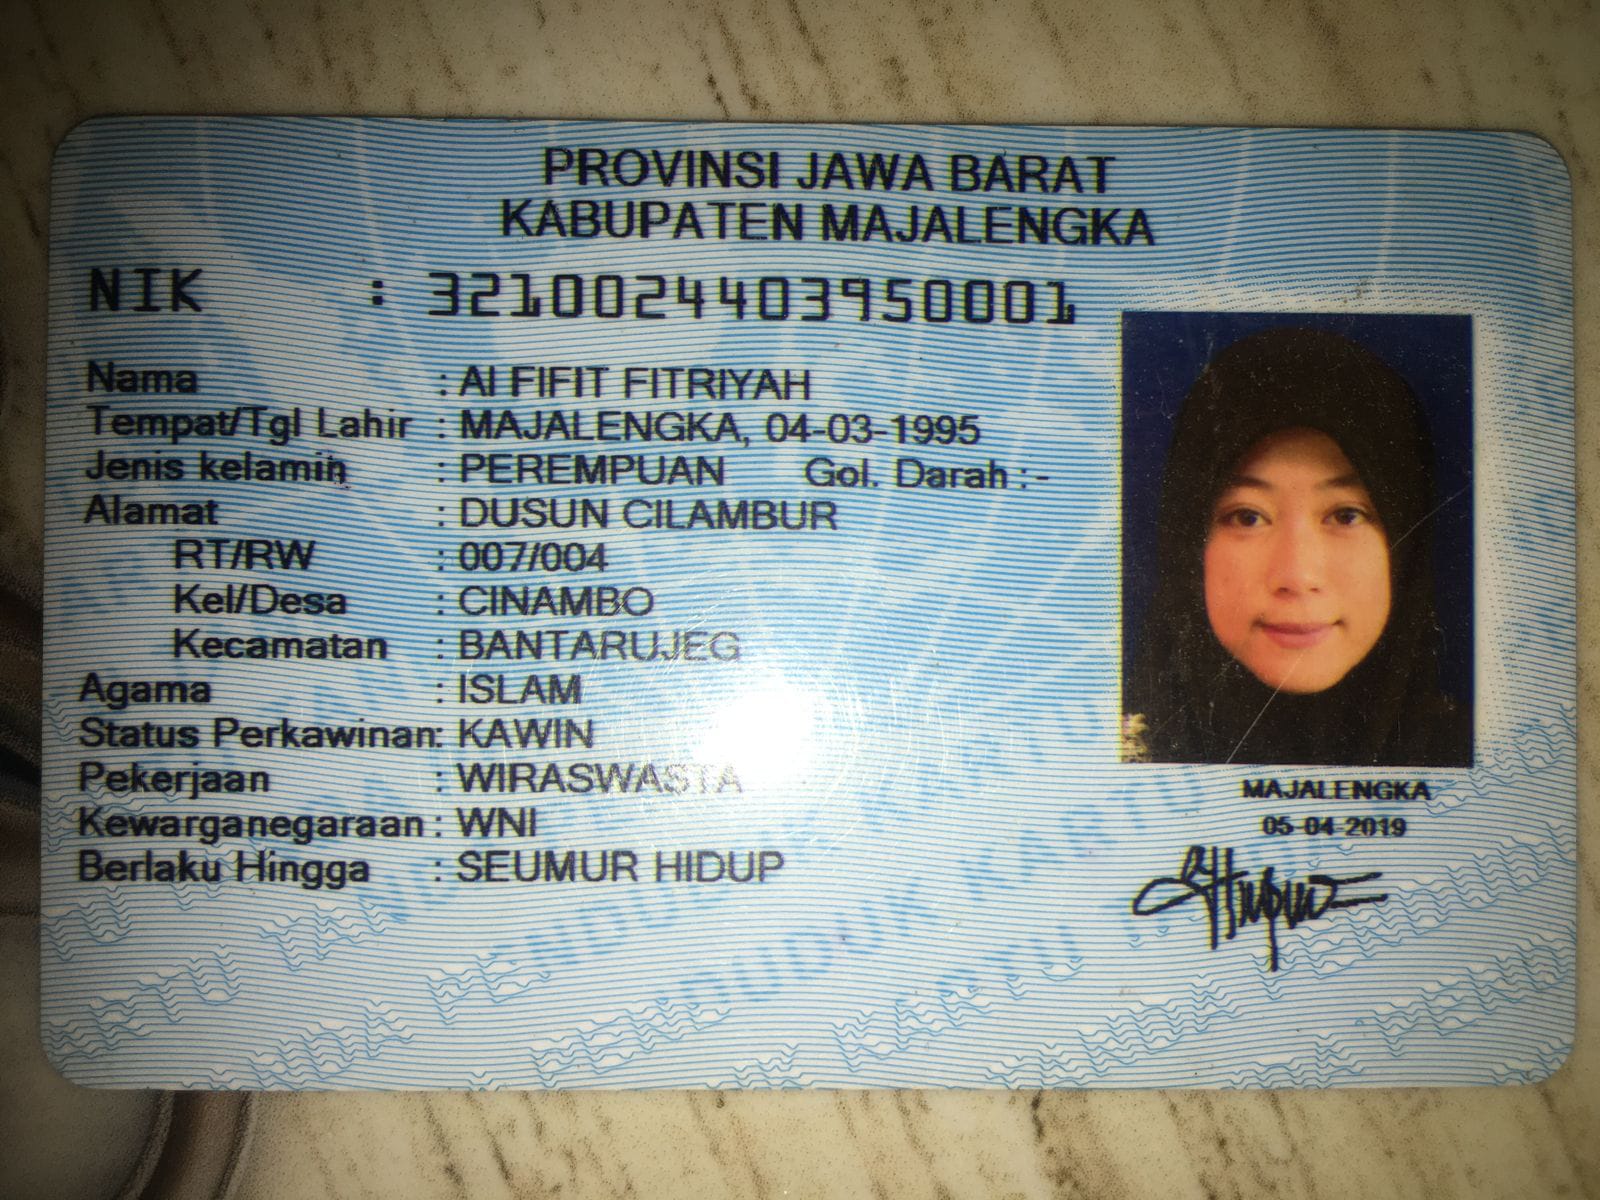 PROVINSI JAWA BARAT
KABUPATEN MAJALENGKA
NIK : 3210024403950001
Nama : AI FIFIT FITRIYAH
Tempat/Tgl Lahir : MAJALENGKA, 04-03-1995
Jenis kelamin : PEREMPUAN Gol. Darah :-
Alamat : DUSUN CILAMBUR
RT/RW : 007/004
Kel/Desa : CINAMBO
Kecamatan : BANTARUJEG
Agama : ISLAM
Status Perkawinan: KAWIN
Pekerjaan : WIRASWASTA
Kewarganegaraan : WNI
Berlaku Hingga : SEUMUR HIDUP
MAJALENGKA
05-04-2019